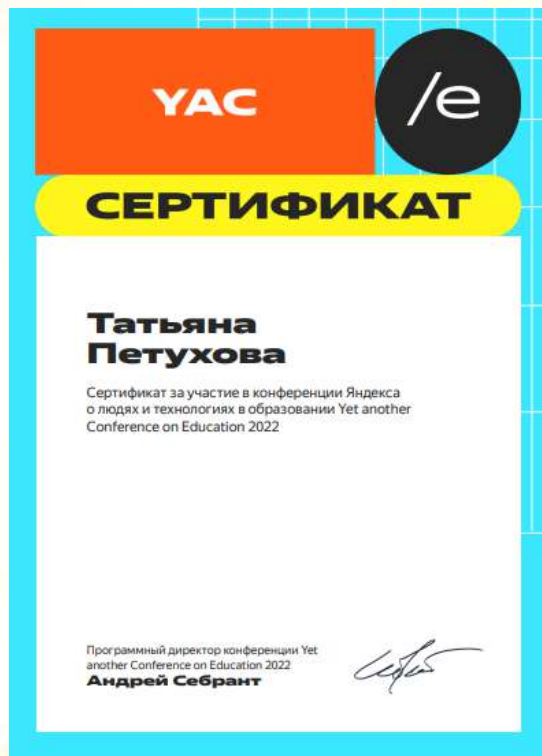 YAC
/e
СЕРТИФИКАТ
Татьяна
Петухова
Сертификат за участие в конференции Яндекса
о людях и технологиях в образовании Yet another
Conference on Education 2022
Программный директор конференции Yet
another Conference on Education 2022
Андрей Себрант